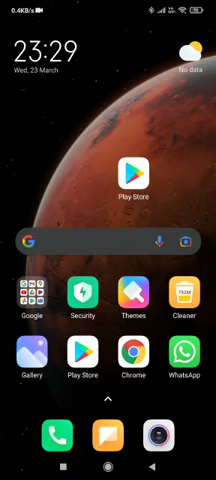 0.4KB/s
23:29
Wed, 23 March
No data
Play Store
Google
Security
Themes
752M
Cleaner
Gallery
Play Store
Chrome
WhatsApp